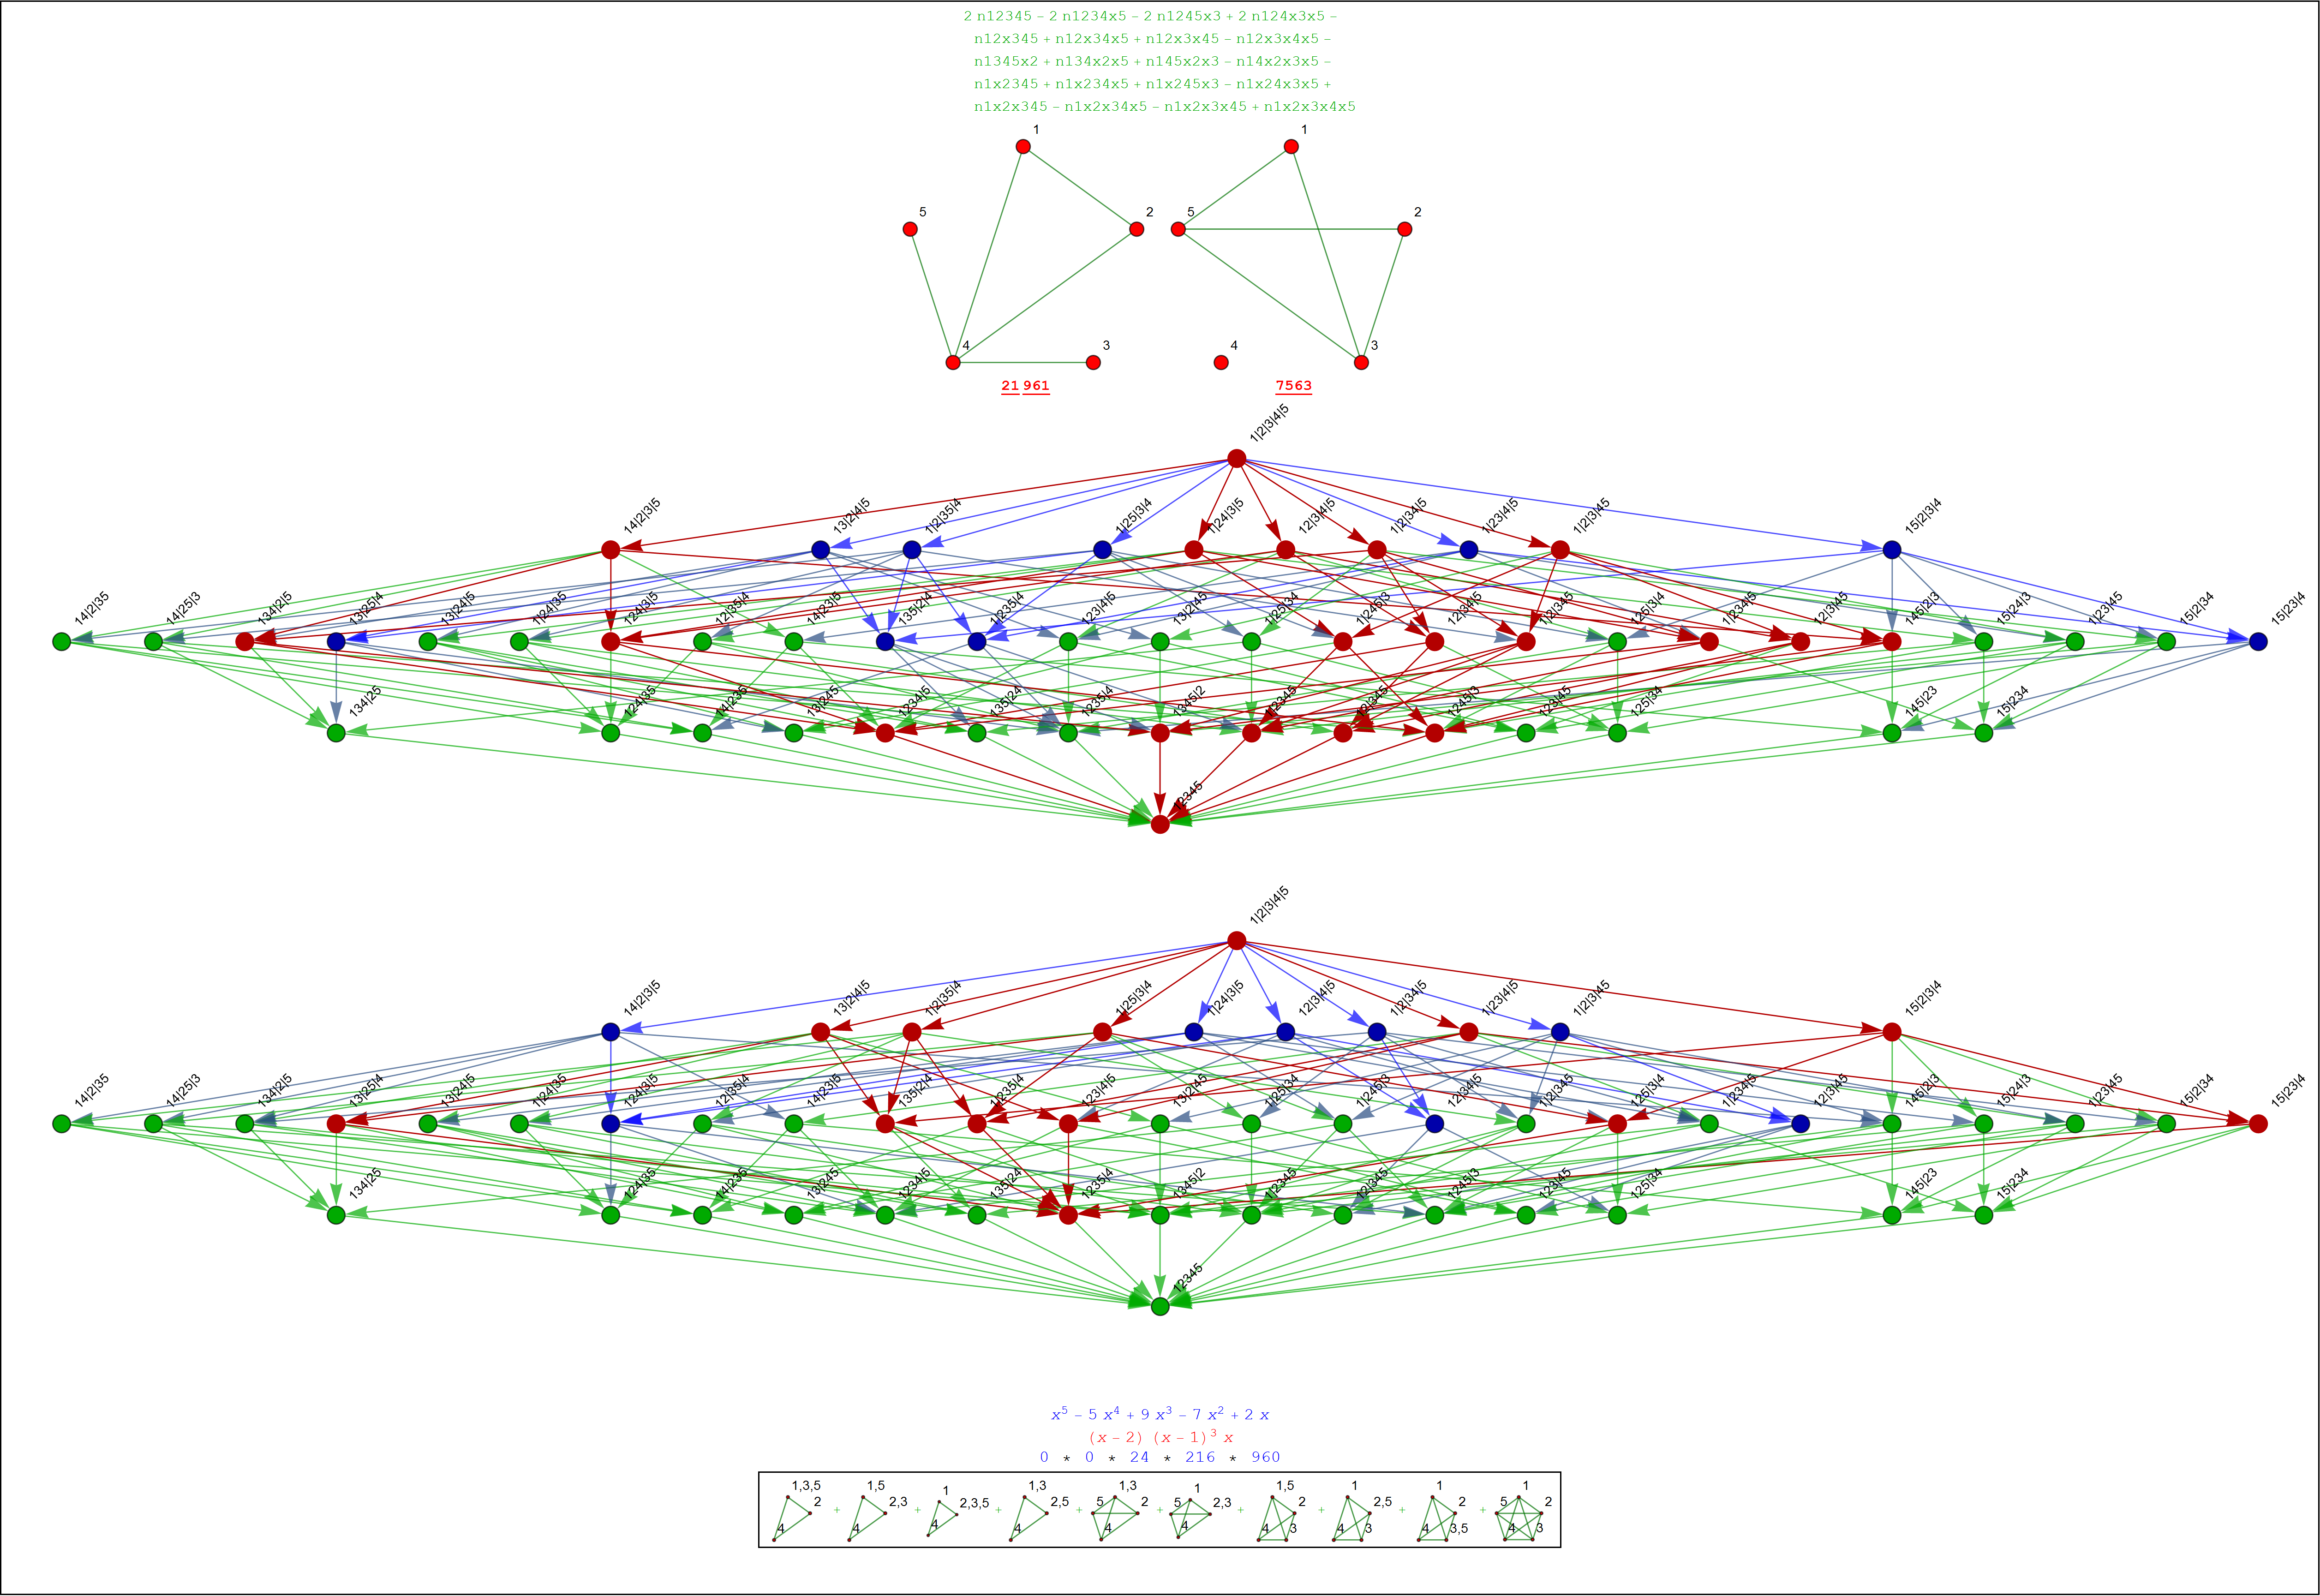 2 n12345 − 2 n1234x5 − 2 n1245x3 + 2 n124x3x5 −
n12x345 + n12x34x5 + n12x3x45 − n12x3x4x5 −
n1345x2 + n134x2x5 + n145x2x3 − n14x2x3x5 −
n1x2345 + n1x234x5 + n1x245x3 − n1x24x3x5 +
n1x2x345 − n1x2x34x5 − n1x2x3x45 + n1x2x3x4x5
1 1
5 2 5 2
4 3 4 3
21 961 7563
1|2|3|4|5
14|2|3|5 13|2|4|5 1|2|35|4 1|25|3|4 1|24|3|5 12|3|4|5 1|2|34|5 1|23|4|5 1|2|3|45 15|2|3|4
14|2|35 14|25|3 134|2|5 13|25|4 13|24|5 1|24|35 124|3|5 12|35|4 14|23|5 135|2|4 1|235|4 123|4|5 13|2|45 1|25|34 1|245|3 12|34|5 1|2|345 125|3|4 1|234|5 12|3|45 145|2|3 15|24|3 1|23|45 15|2|34 15|23|4
134|25 124|35 14|235 13|245 1234|5 135|24 1235|4 1345|2 1|2345 12|345 1245|3 123|45 125|34 145|23 15|234
12345
1|2|3|4|5
14|2|3|5 13|2|4|5 1|2|35|4 1|25|3|4 1|24|3|5 12|3|4|5 1|2|34|5 1|23|4|5 1|2|3|45 15|2|3|4
14|2|35 14|25|3 134|2|5 13|25|4 13|24|5 1|24|35 124|3|5 12|35|4 14|23|5 135|2|4 1|235|4 123|4|5 13|2|45 1|25|34 1|245|3 12|34|5 1|2|345 125|3|4 1|234|5 12|3|45 145|2|3 15|24|3 1|23|45 15|2|34 15|23|4
134|25 124|35 14|235 13|245 1234|5 135|24 1235|4 1345|2 1|2345 12|345 1245|3 123|45 125|34 145|23 15|234
12345
x⁵ − 5 x⁴ + 9 x³ − 7 x² + 2 x
(x − 2) (x − 1)³ x
0 * 0 * 24 * 216 * 960
1,3,5 2 4 + 1,5 2,3 4 + 1 2,3,5 4 + 1,3 2,5 4 + 1,3 5 2 4 + 1 5 2,3 4 + 1,5 2 4 3 + 1 2,5 4 3 + 1 2 4 3,5 + 1 5 2 4 3